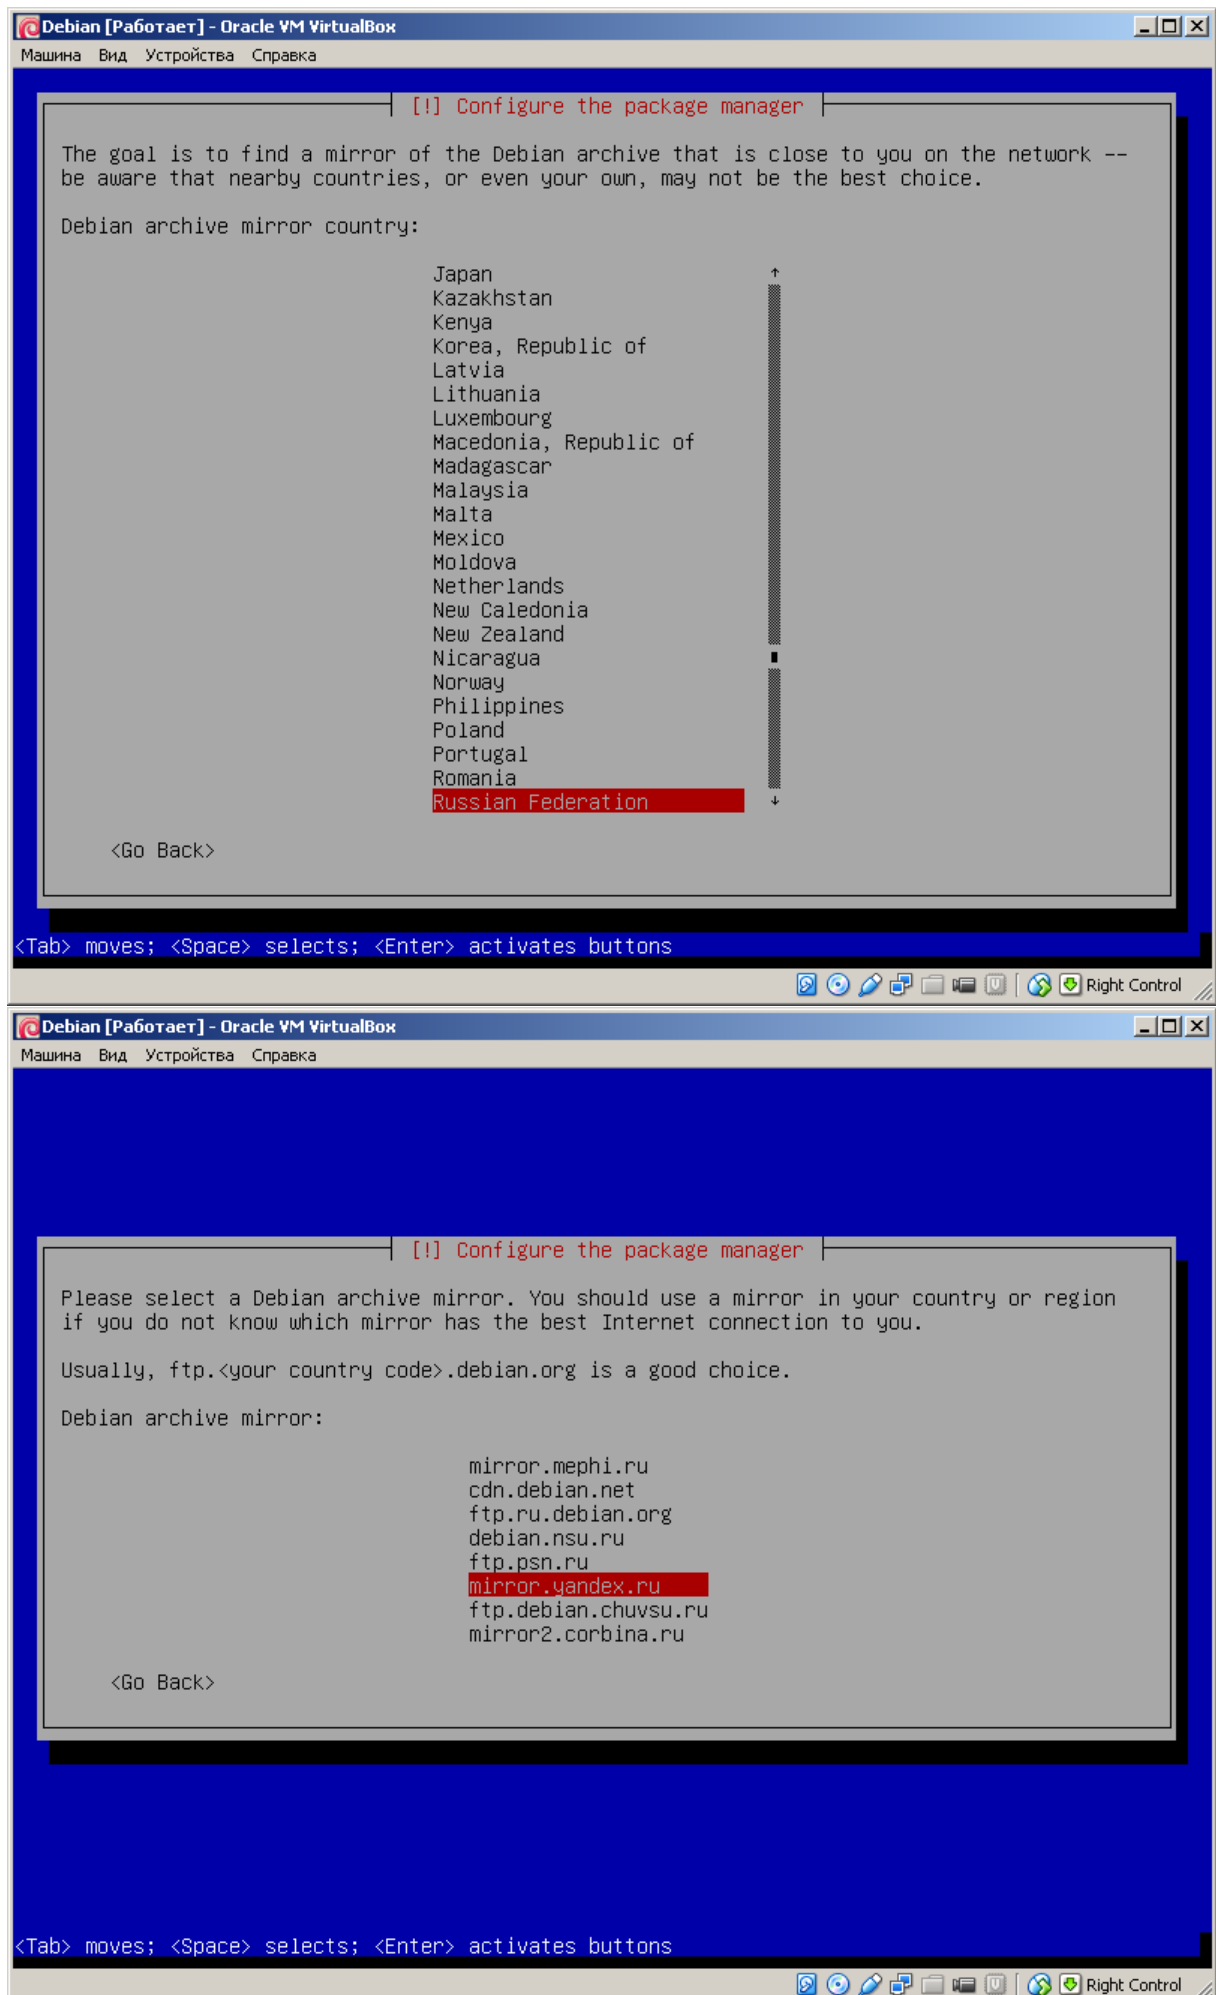 Debian [Работает] - Oracle VM VirtualBox
Машина Вид Устройства Справка
[!] Configure the package manager
The goal is to find a mirror of the Debian archive that is close to you on the network --
be aware that nearby countries, or even your own, may not be the best choice.
Debian archive mirror country:
Japan
Kazakhstan
Kenya
Korea, Republic of
Latvia
Lithuania
Luxembourg
Macedonia, Republic of
Madagascar
Malaysia
Malta
Mexico
Moldova
Netherlands
New Caledonia
New Zealand
Nicaragua
Norway
Philippines
Poland
Portugal
Romania
Russian Federation
<Go Back>
<Tab> moves; <Space> selects; <Enter> activates buttons
Right Control
Debian [Работает] - Oracle VM VirtualBox
Машина Вид Устройства Справка
[!] Configure the package manager
Please select a Debian archive mirror. You should use a mirror in your country or region
if you do not know which mirror has the best Internet connection to you.
Usually, ftp.<your country code>.debian.org is a good choice.
Debian archive mirror:
mirror.mephi.ru
cdn.debian.net
ftp.ru.debian.org
debian.nsu.ru
ftp.psn.ru
mirror.yandex.ru
ftp.debian.chuvsu.ru
mirror2.corbina.ru
<Go Back>
<Tab> moves; <Space> selects; <Enter> activates buttons
Right Control